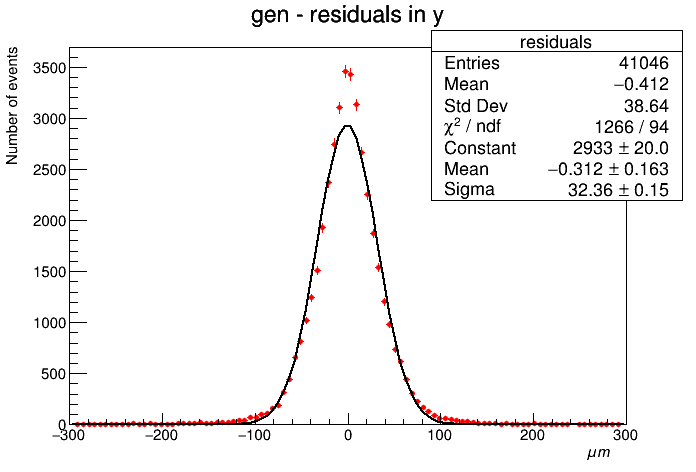 gen - residuals in y
residuals
Entries 41046
Mean −0.412
Std Dev 38.64
χ² / ndf 1266 / 94
Constant 2933 ± 20.0
Mean −0.312 ± 0.163
Sigma 32.36 ± 0.15
Number of events
3500
3000
2500
2000
1500
1000
500
0
−300 −200 −100 0 100 200 300
μm